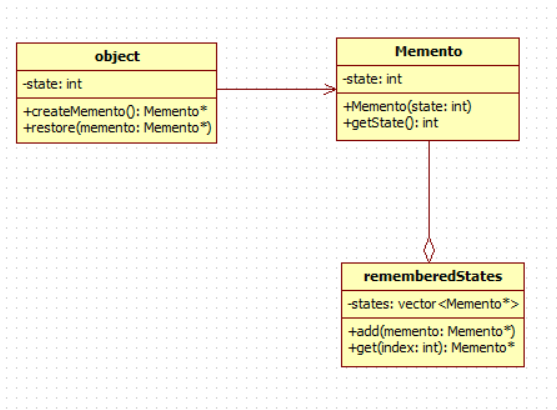 object
-state: int
+createMemento(): Memento*
+restore(memento: Memento*)
Memento
-state: int
+Memento(state: int)
+getState(): int
rememberedStates
-states: vector<Memento*>
+add(memento: Memento*)
+get(index: int): Memento*